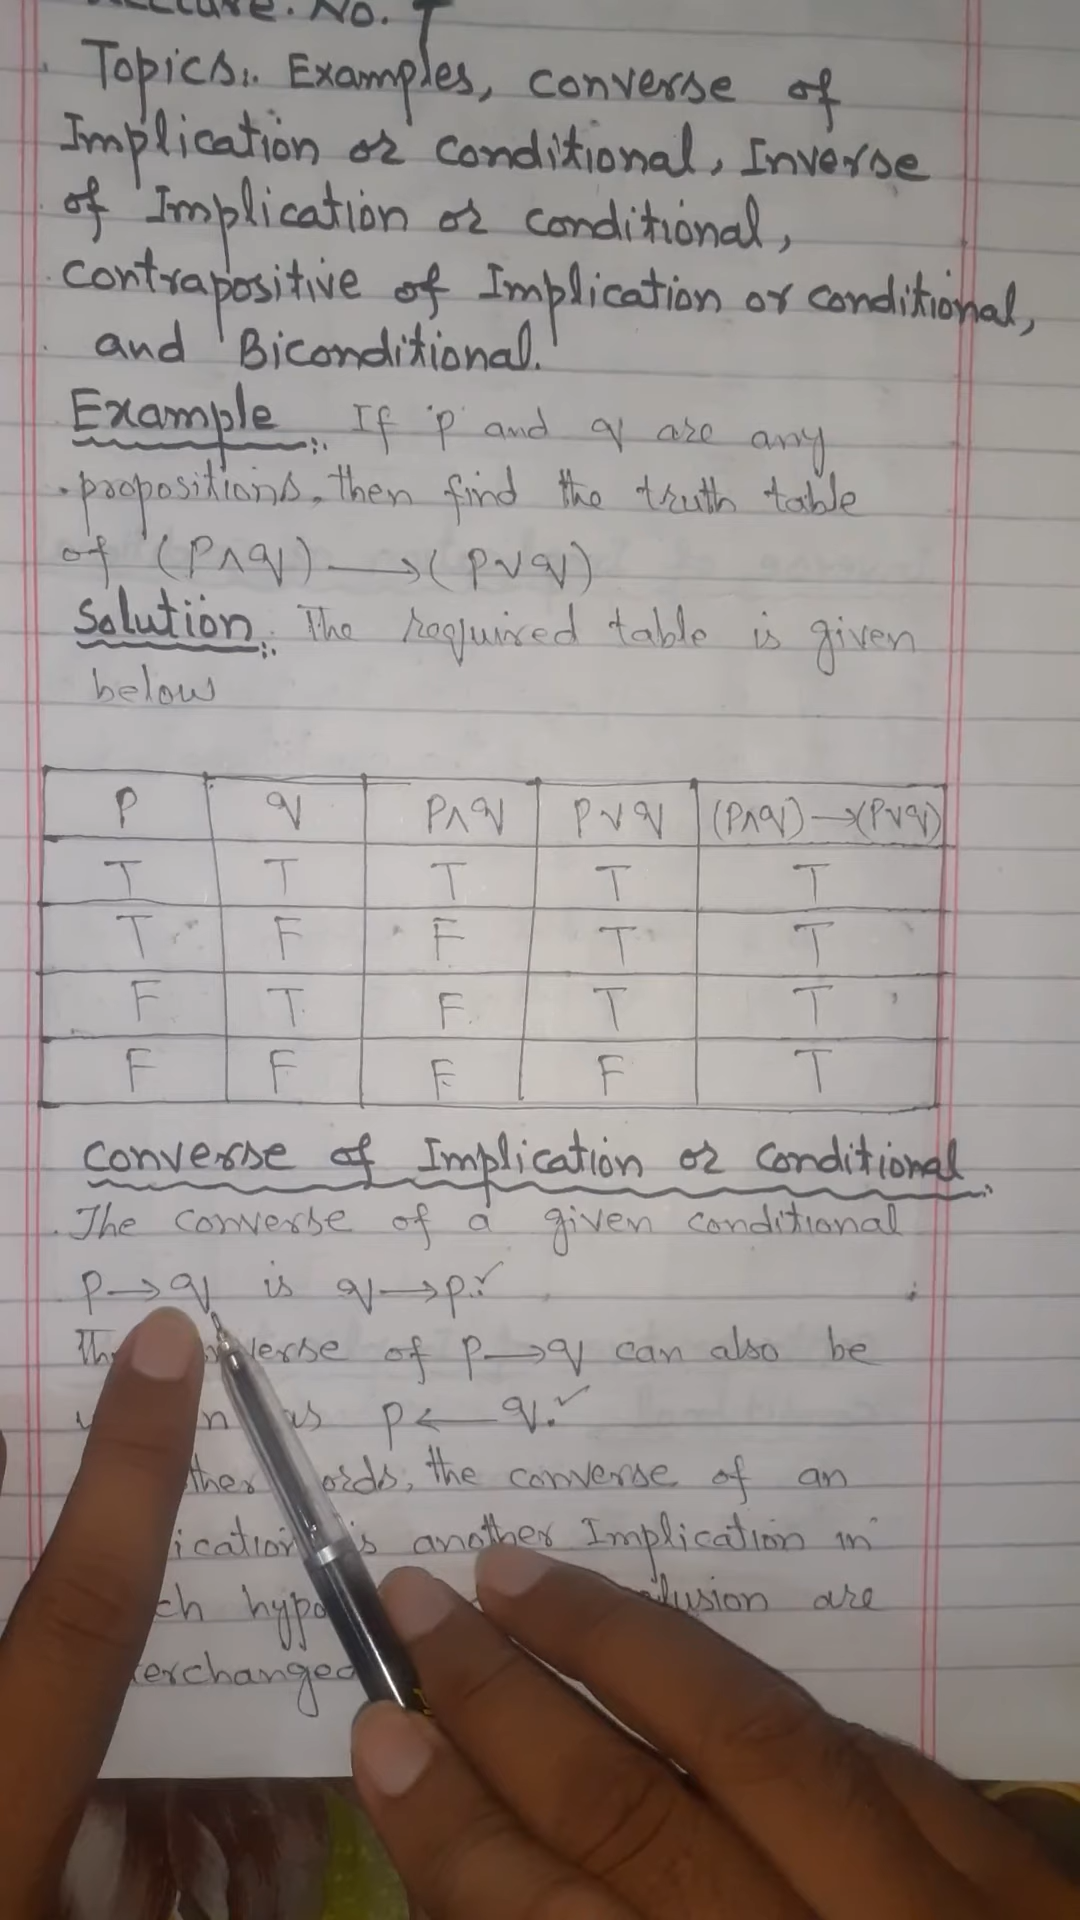 No.
Topics:. Examples, converse of
Implication or conditional, Inverse
of Implication or conditional,
contrapositive of Implication or conditional,
and Biconditional.
Example:. If p and q are any
propositions, then find the truth table
of (p∧q) → (p∨q)
Solution:. The required table is given
below
p q p∧q p∨q (p∧q)→(p∨q)
T T T T T
T F F T T
F T F T T
F F F F T
Converse of Implication or Conditional:.
The converse of a given conditional
p→q is q→p.✓
of p→q can also be
as p←q.✓
the converse of an
is another Implication in
are